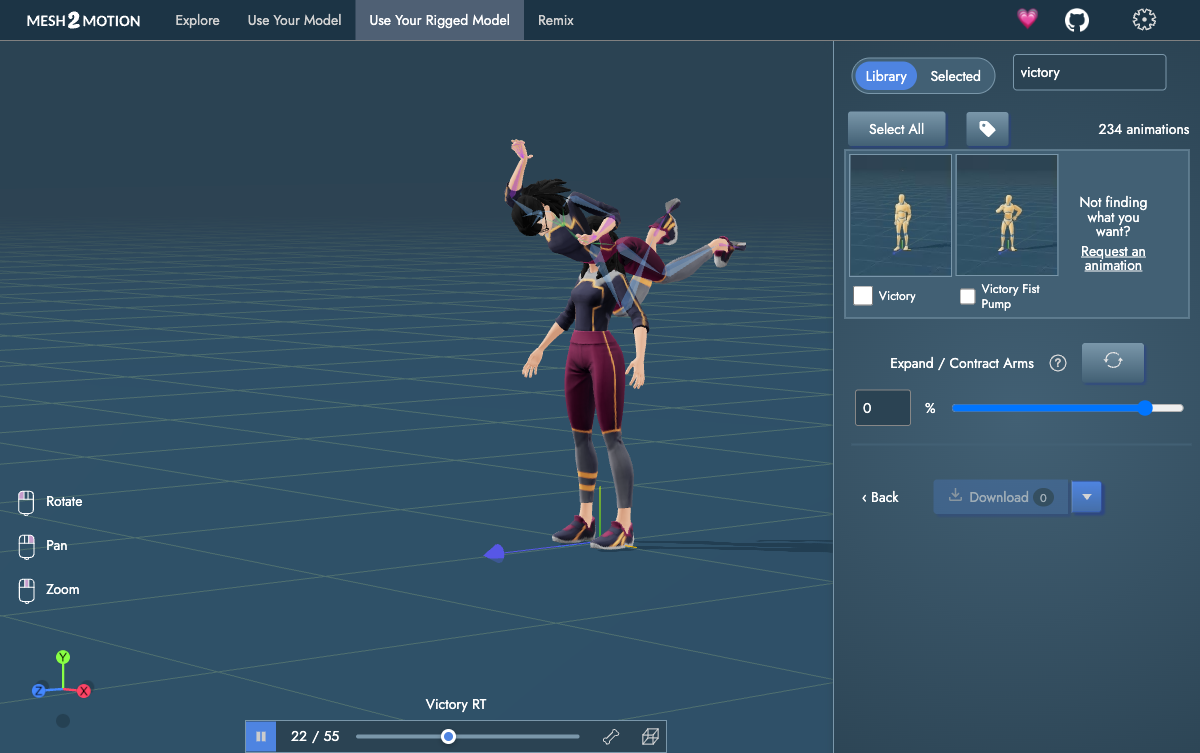 MESH2MOTION
Explore
Use Your Model
Use Your Rigged Model
Remix
Library
Selected
victory
Select All
234 animations
Not finding
what you
want?
Request an
animation
Victory
Victory Fist
Pump
Expand / Contract Arms
?
0
%
‹ Back
Download 0
Rotate
Pan
Zoom
Y
Z
X
Victory RT
22 / 55